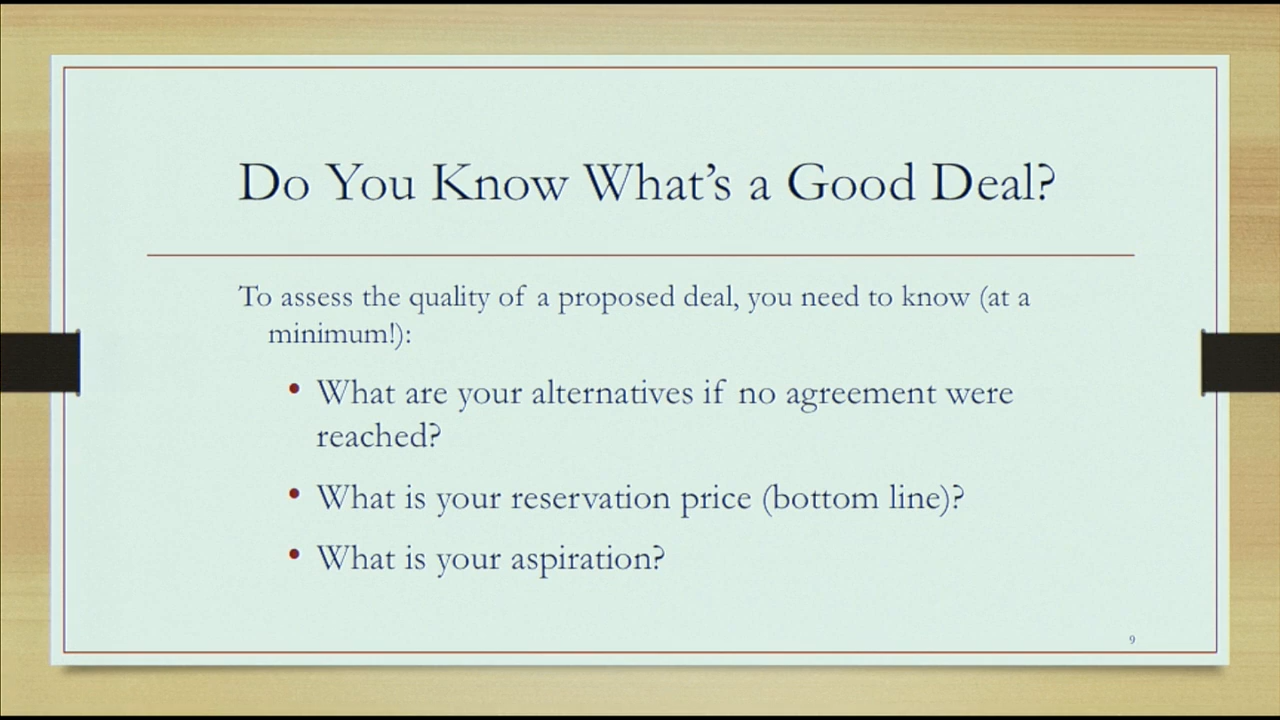 Do You Know What’s a Good Deal?
To assess the quality of a proposed deal, you need to know (at a
minimum!):
• What are your alternatives if no agreement were
reached?
• What is your reservation price (bottom line)?
• What is your aspiration?
9